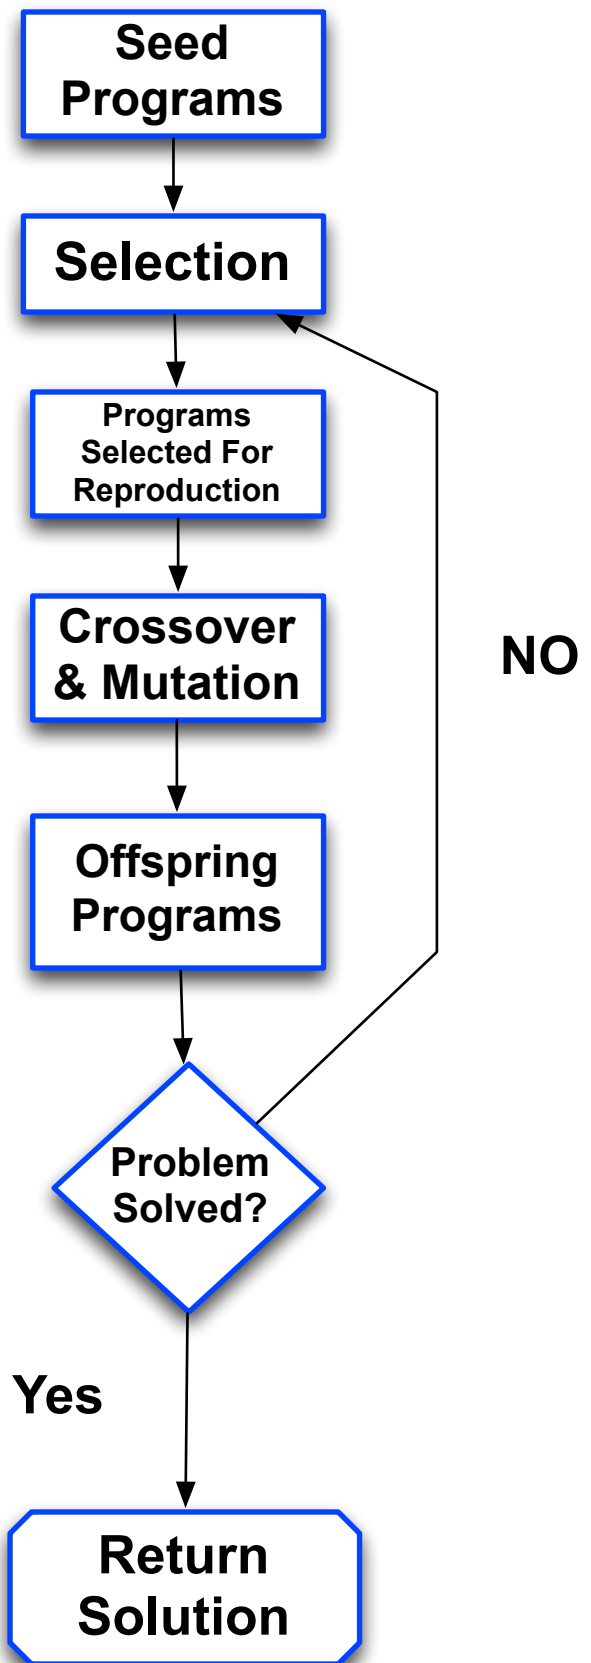 Seed
Programs
Selection
Programs
Selected For
Reproduction
Crossover
& Mutation
NO
Offspring
Programs
Problem
Solved?
Yes
Return
Solution